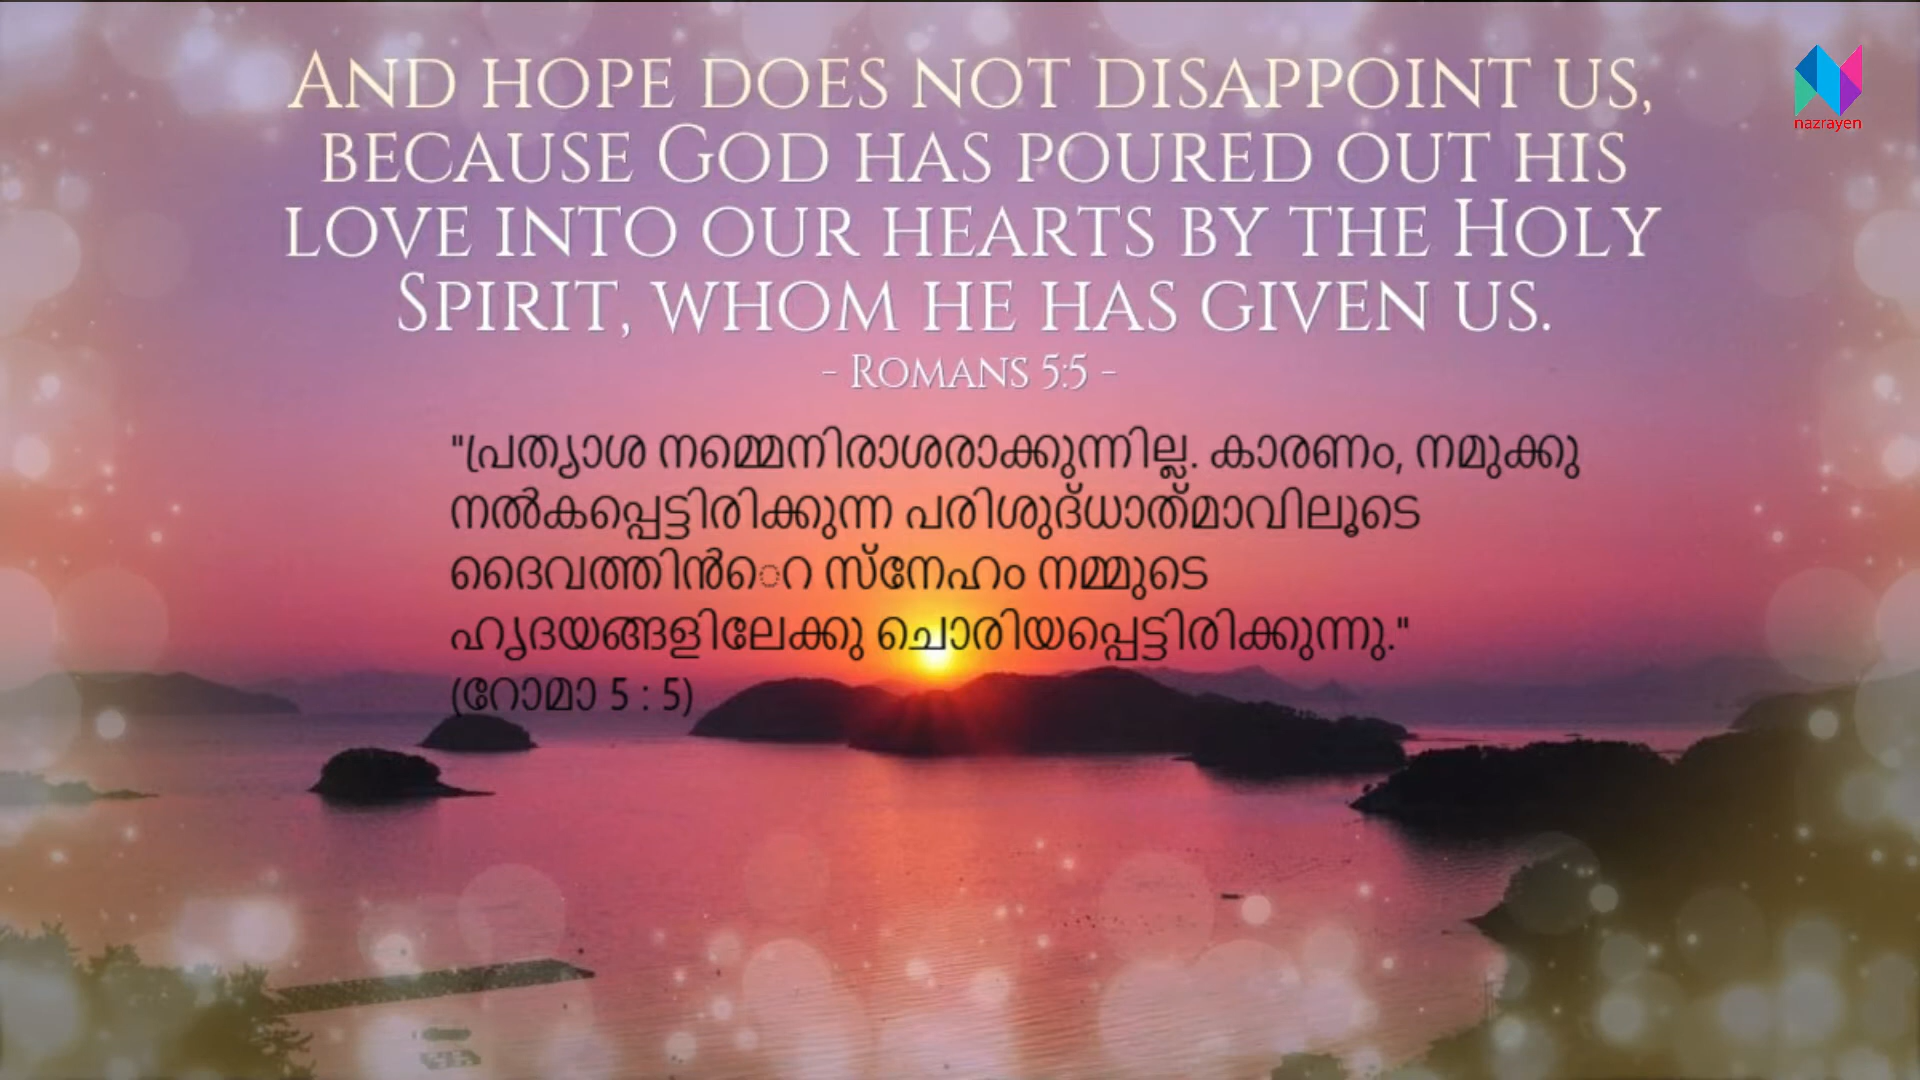 AND HOPE DOES NOT DISAPPOINT US,
BECAUSE GOD HAS POURED OUT HIS
LOVE INTO OUR HEARTS BY THE HOLY
SPIRIT, WHOM HE HAS GIVEN US.
- ROMANS 5:5 -
"പ്രത്യാശ നമ്മെനിരാശരാക്കുന്നില്ല. കാരണം, നമുക്കു
നൽകപ്പെട്ടിരിക്കുന്ന പരിശുദ്‌ധാത്‌മാവിലൂടെ
ദൈവത്തിൻെറ സ്‌നേഹം നമ്മുടെ
ഹൃദയങ്ങളിലേക്കു ചൊരിയപ്പെട്ടിരിക്കുന്നു."
(റോമാ 5 : 5)
nazrayen